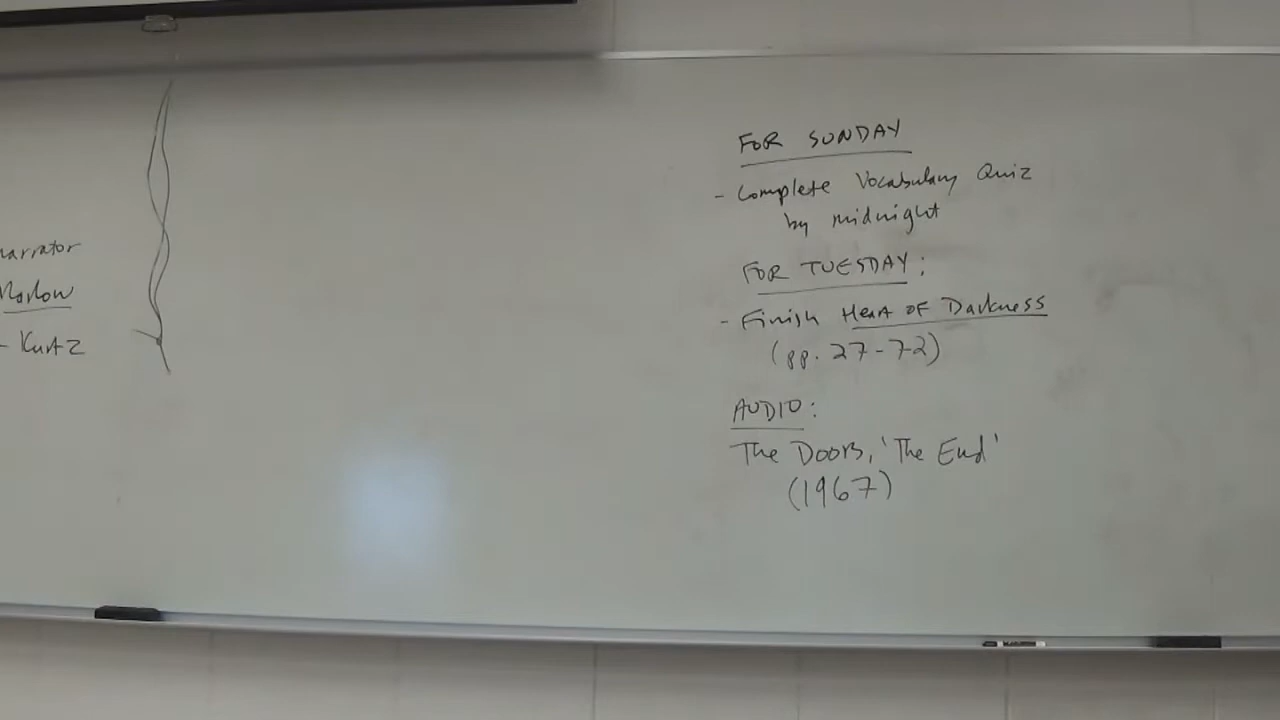 narrator
Marlow
- Kurtz
FOR SUNDAY
- Complete Vocabulary Quiz
by midnight
FOR TUESDAY:
- Finish Heart of Darkness
(pp. 27-72)
AUDIO:
The Doors, 'The End'
(1967)